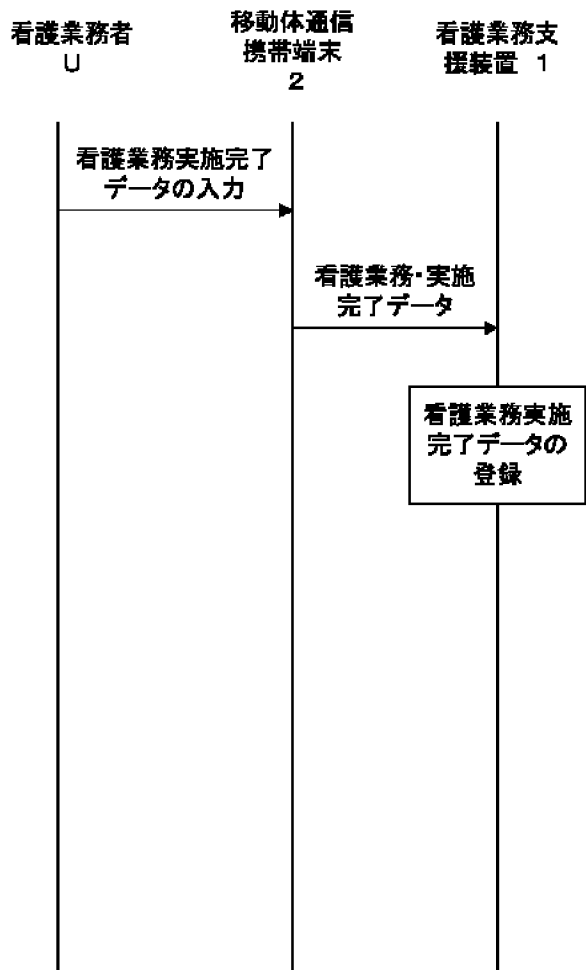 看護業務者
U
移動体通信
携帯端末
2
看護業務支
援装置 1
看護業務実施完了
データの入力
看護業務・実施
完了データ
看護業務実施
完了データの
登録